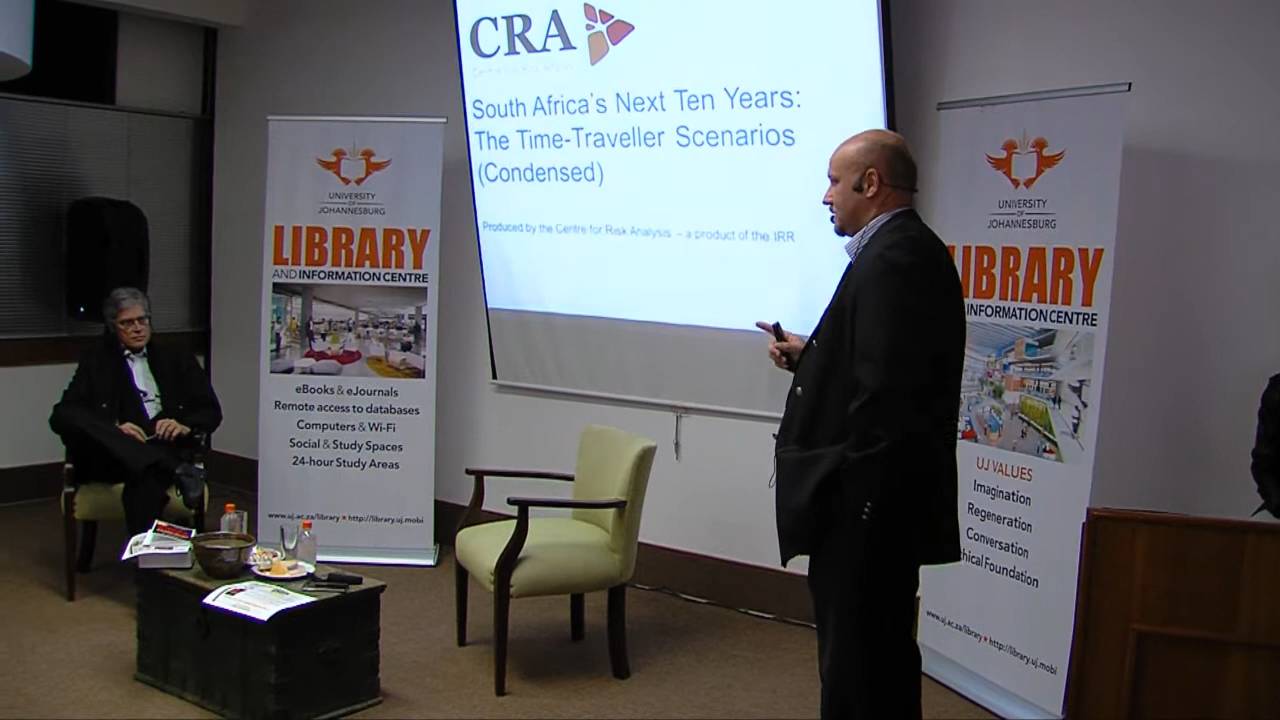 CRA
South Africa's Next Ten Years:
The Time-Traveller Scenarios
(Condensed)
Produced by the Centre for Risk Analysis – a product of the IRR
UNIVERSITY
OF
JOHANNESBURG
LIBRARY
AND INFORMATION CENTRE
eBooks & eJournals
Remote access to databases
Computers & Wi-Fi
Social & Study Spaces
24-hour Study Areas
www.uj.ac.za/library * http://library.uj.mobi
UNIVERSITY
OF
JOHANNESBURG
LIBRARY
INFORMATION CENTRE
UJ VALUES
Imagination
Regeneration
Conversation
thical Foundation
www.uj.ac.za/library * http://library.uj.mobi